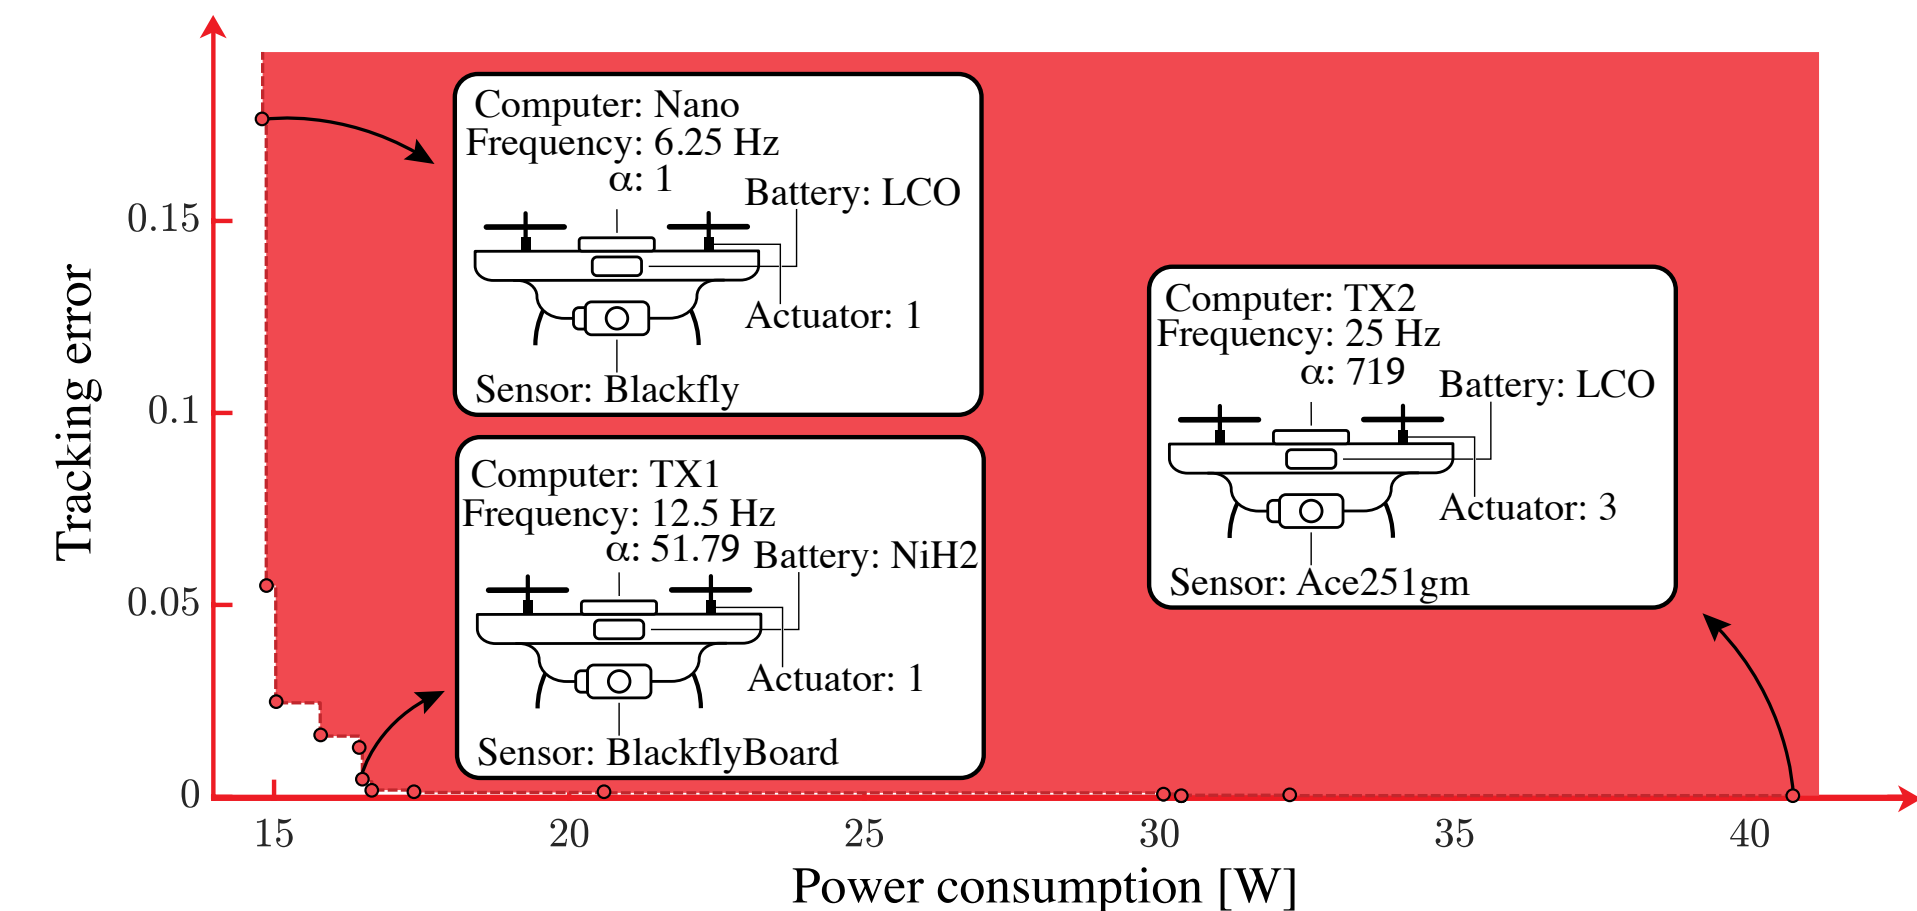 Computer: Nano
Frequency: 6.25 Hz
α: 1
Battery: LCO
Actuator: 1
Sensor: Blackfly
Computer: TX1
Frequency: 12.5 Hz
α: 51.79
Battery: NiH2
Actuator: 1
Sensor: BlackflyBoard
Computer: TX2
Frequency: 25 Hz
α: 719
Battery: LCO
Actuator: 3
Sensor: Ace251gm
Tracking error
0.15
0.1
0.05
0
15 20 25 30 35 40
Power consumption [W]